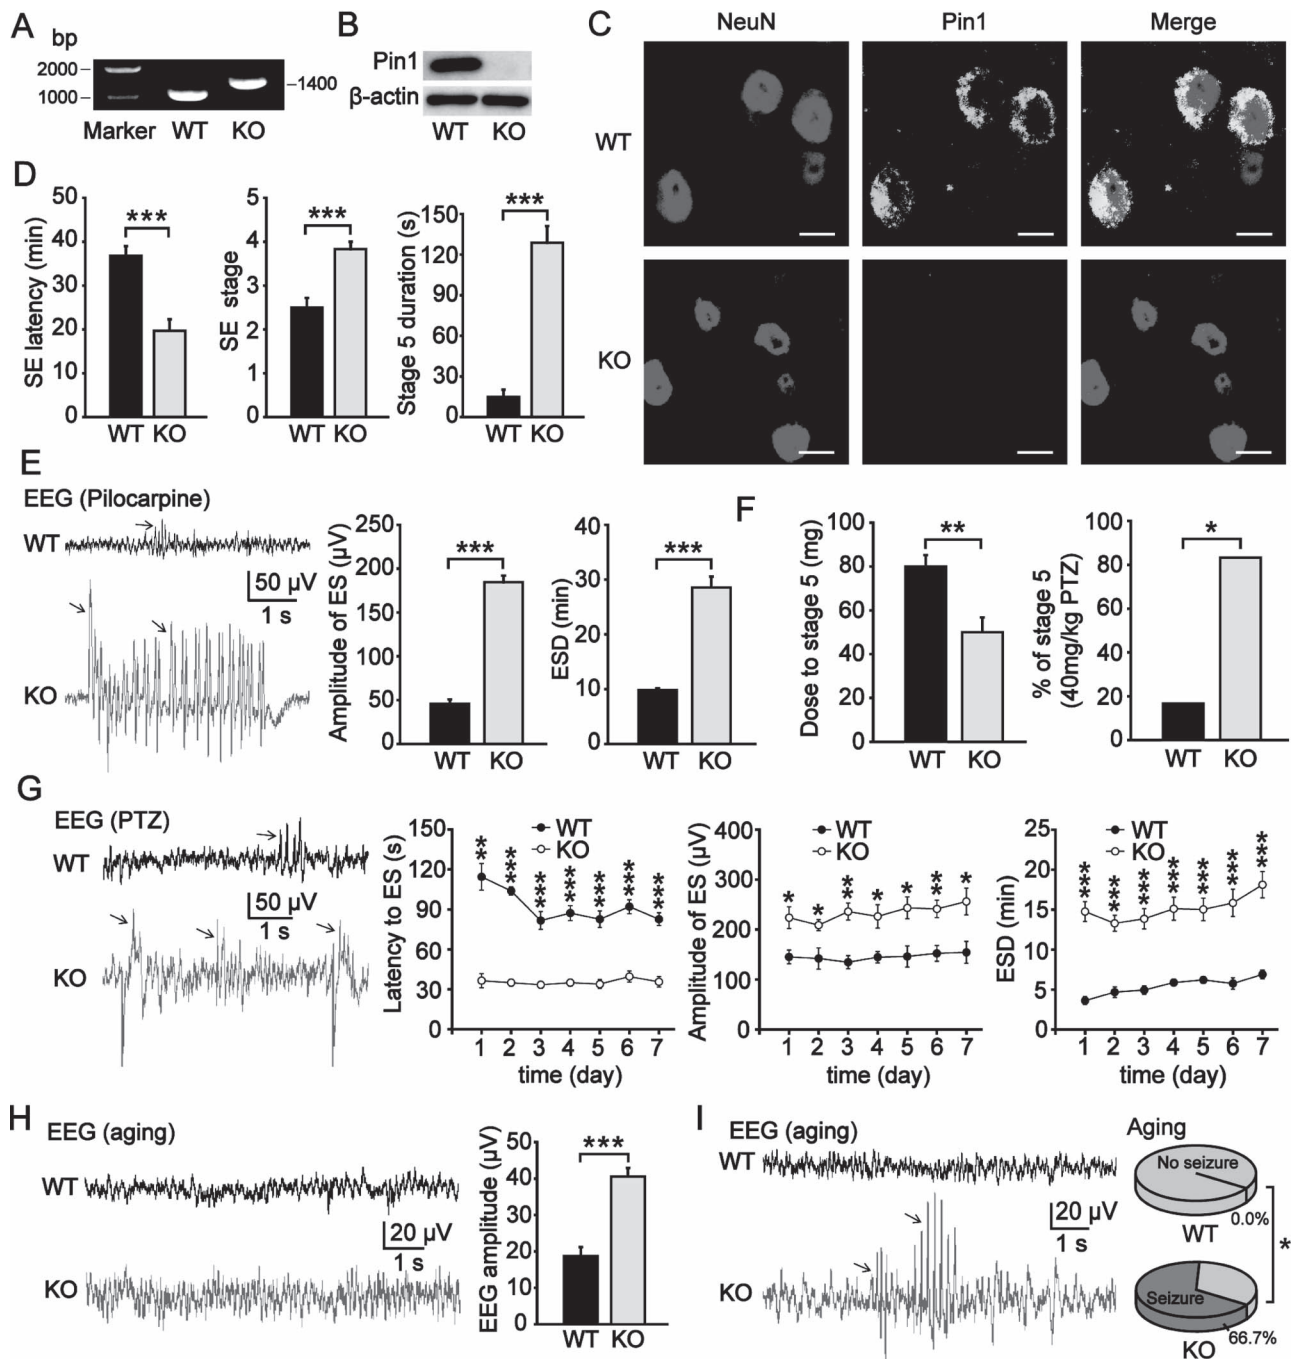 A
bp
2000
1000
1400
Marker WT KO
B
Pin1
β-actin
WT KO
C
NeuN Pin1 Merge
WT
KO
D
SE latency (min)
50
40
30
20
10
0
***
WT KO
SE stage
5
4
3
2
1
0
***
WT KO
Stage 5 duration (s)
150
120
90
60
30
0
***
WT KO
E
EEG (Pilocarpine)
WT
50 µV
1 s
KO
Amplitude of ES (µV)
250
200
150
100
50
0
***
WT KO
ESD (min)
40
30
20
10
0
***
WT KO
F
Dose to stage 5 (mg)
100
80
60
40
20
0
**
WT KO
% of stage 5
(40mg/kg PTZ)
100
80
60
40
20
0
*
WT KO
G
EEG (PTZ)
WT
50 µV
1 s
KO
Latency to ES (s)
150
120
90
60
30
0
WT
KO
** *** *** *** *** *** ***
1 2 3 4 5 6 7
time (day)
Amplitude of ES (µV)
400
300
200
100
0
WT
KO
* * ** * * ** *
1 2 3 4 5 6 7
time (day)
ESD (min)
25
20
15
10
5
0
WT
KO
*** *** *** *** *** *** ***
1 2 3 4 5 6 7
time (day)
H
EEG (aging)
WT
20 µV
1 s
KO
EEG amplitude (µV)
50
40
30
20
10
0
***
WT KO
I
EEG (aging)
WT
20 µV
1 s
KO
Aging
No seizure
0.0%
WT
*
Seizure
66.7%
KO